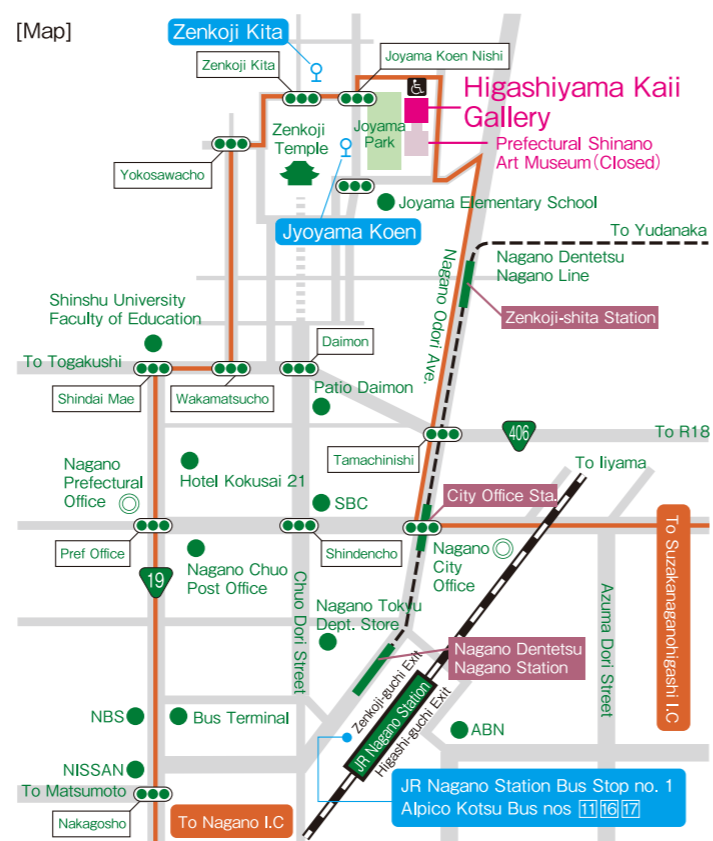 [Map]
Zenkoji Kita
Zenkoji Kita
Joyama Koen Nishi
Higashiyama Kaii
Gallery
Zenkoji
Temple
Joyama
Park
Prefectural Shinano
Art Museum(Closed)
Yokosawacho
Joyama Elementary School
Jyoyama Koen
To Yudanaka
Nagano Dentetsu
Nagano Line
Nagano Odori Ave.
Zenkoji-shita Station
Shinshu University
Faculty of Education
Daimon
To Togakushi
Shindai Mae
Wakamatsucho
Patio Daimon
406
To R18
Tamachinishi
To Iiyama
Nagano
Prefectural
Office
Hotel Kokusai 21
City Office Sta.
SBC
Pref Office
Shindencho
Nagano
City
Office
To Suzakanaganohigashi I.C
19
Nagano Chuo
Post Office
Chuo Dori Street
Azuma Dori Street
Nagano Tokyu
Dept. Store
Nagano Dentetsu
Nagano Station
Zenkoji-guchi Exit
JR Nagano Station
Higashi-guchi Exit
NBS
Bus Terminal
ABN
NISSAN
To Matsumoto
JR Nagano Station Bus Stop no. 1
Alpico Kotsu Bus nos 11 16 17
Nakagosho
To Nagano I.C